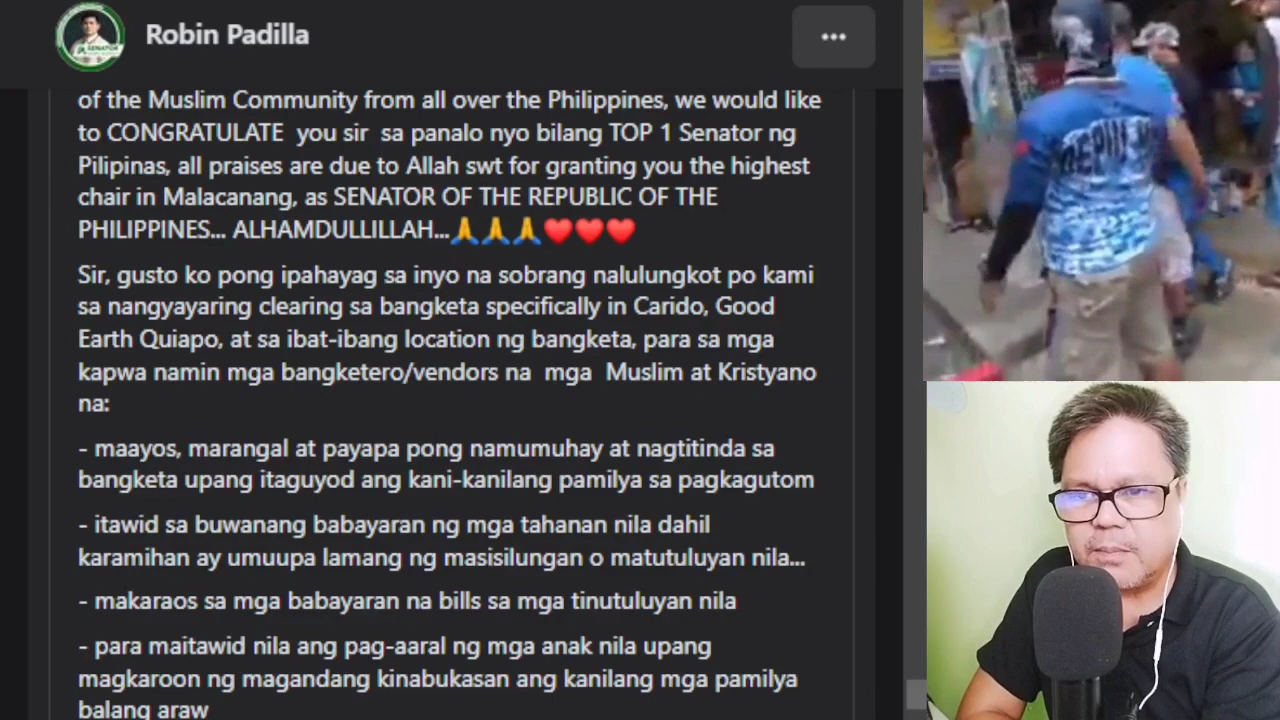 Robin Padilla
SENATOR
of the Muslim Community from all over the Philippines, we would like
to CONGRATULATE you sir sa panalo nyo bilang TOP 1 Senator ng
Pilipinas, all praises are due to Allah swt for granting you the highest
chair in Malacanang, as SENATOR OF THE REPUBLIC OF THE
PHILIPPINES... ALHAMDULLILLAH...🙏🙏🙏❤️❤️❤️
Sir, gusto ko pong ipahayag sa inyo na sobrang nalulungkot po kami
sa nangyayaring clearing sa bangketa specifically in Carido, Good
Earth Quiapo, at sa ibat-ibang location ng bangketa, para sa mga
kapwa namin mga bangketero/vendors na mga Muslim at Kristyano
na:
- maayos, marangal at payapa pong namumuhay at nagtitinda sa
bangketa upang itaguyod ang kani-kanilang pamilya sa pagkagutom
- itawid sa buwanang babayaran ng mga tahanan nila dahil
karamihan ay umuupa lamang ng masisilungan o matutuluyan nila...
- makaraos sa mga babayaran na bills sa mga tinutuluyan nila
- para maitawid nila ang pag-aaral ng mga anak nila upang
magkaroon ng magandang kinabukasan ang kanilang mga pamilya
balang araw